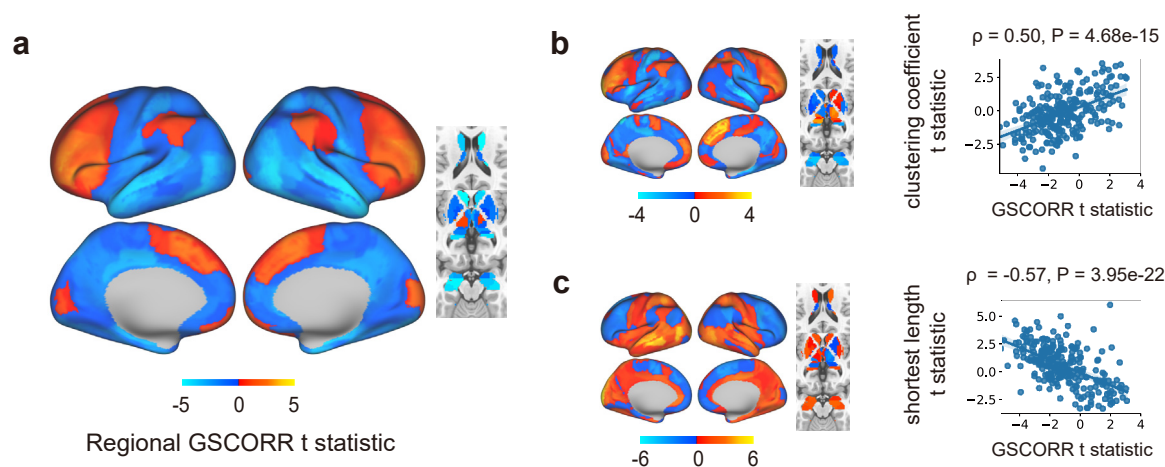 a
-5 0 5
Regional GSCORR t statistic
b
-4 0 4
ρ = 0.50, P = 4.68e-15
clustering coefficient
t statistic
2.5
0.0
−2.5
−4 −2 0 2 4
GSCORR t statistic
c
-6 0 6
ρ = -0.57, P = 3.95e-22
shortest length
t statistic
5.0
2.5
0.0
−2.5
−4 −2 0 2 4
GSCORR t statistic